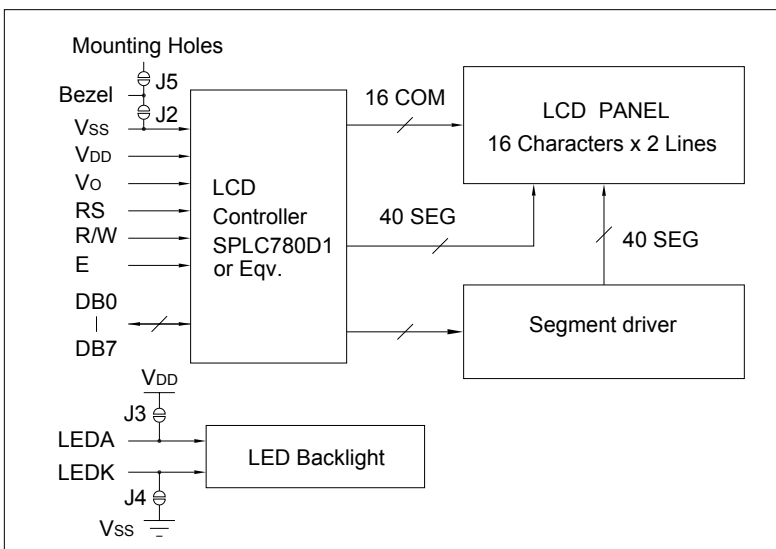 Mounting Holes
J5
Bezel
J2
VSS
VDD
VO
RS
R/W
E
DB0
DB7
LCD
Controller
SPLC780D1
or Eqv.
16 COM
40 SEG
LCD PANEL
16 Characters x 2 Lines
40 SEG
Segment driver
VDD
J3
LEDA
LEDK
J4
VSS
LED Backlight